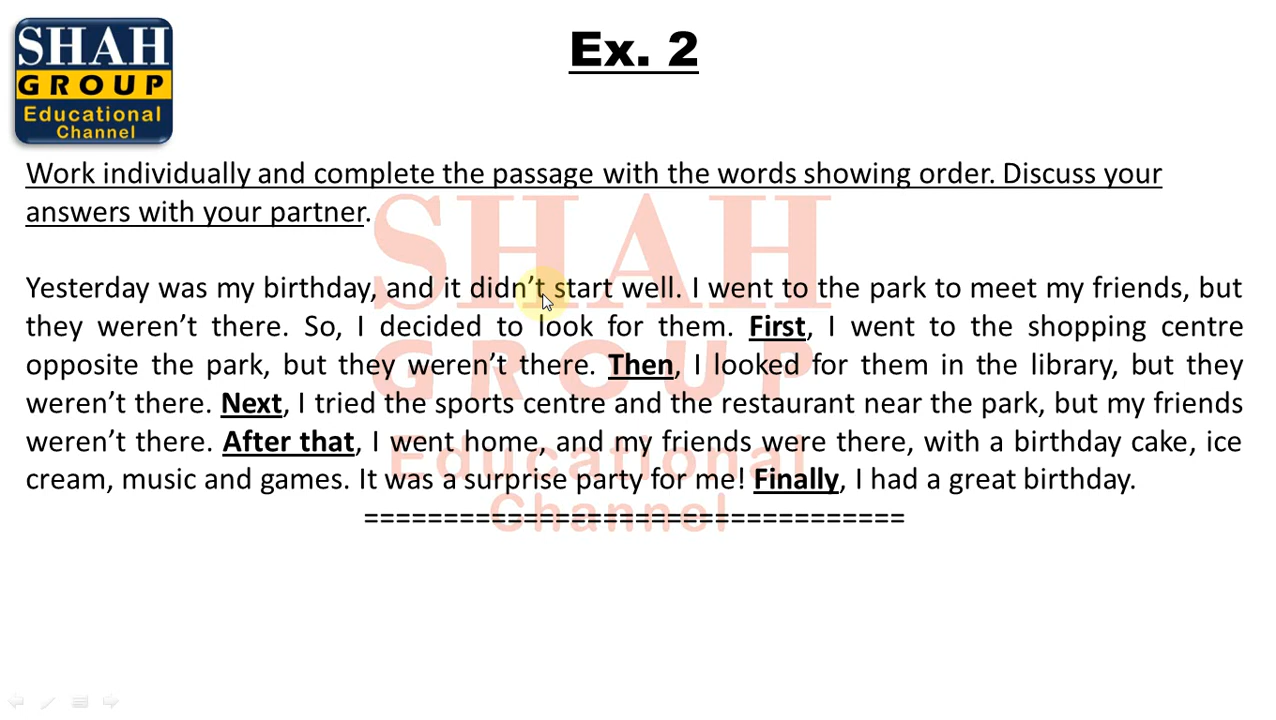 SHAH
GROUP
Educational
Channel
Ex. 2
Work individually and complete the passage with the words showing order. Discuss your
answers with your partner.
Yesterday was my birthday, and it didn’t start well. I went to the park to meet my friends, but
they weren’t there. So, I decided to look for them. First, I went to the shopping centre
opposite the park, but they weren’t there. Then, I looked for them in the library, but they
weren’t there. Next, I tried the sports centre and the restaurant near the park, but my friends
weren’t there. After that, I went home, and my friends were there, with a birthday cake, ice
cream, music and games. It was a surprise party for me! Finally, I had a great birthday.
==================================
SHAH
GROUP
Educational
Channel